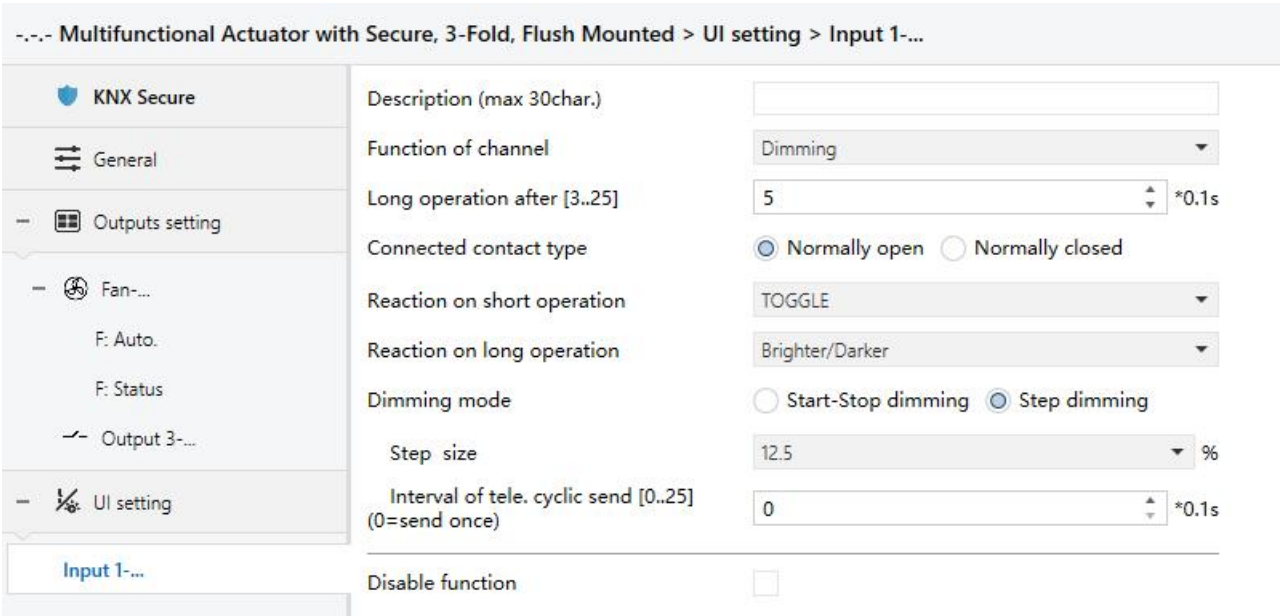 -.-.- Multifunctional Actuator with Secure, 3-Fold, Flush Mounted > UI setting > Input 1-...
KNX Secure
General
Outputs setting
Fan-...
F: Auto.
F: Status
Output 3-...
UI setting
Input 1-...
Description (max 30char.)
Function of channel Dimming
Long operation after [3..25] 5 *0.1s
Connected contact type Normally open Normally closed
Reaction on short operation TOGGLE
Reaction on long operation Brighter/Darker
Dimming mode Start-Stop dimming Step dimming
Step size 12.5 %
Interval of tele. cyclic send [0..25]
(0=send once) 0 *0.1s
Disable function